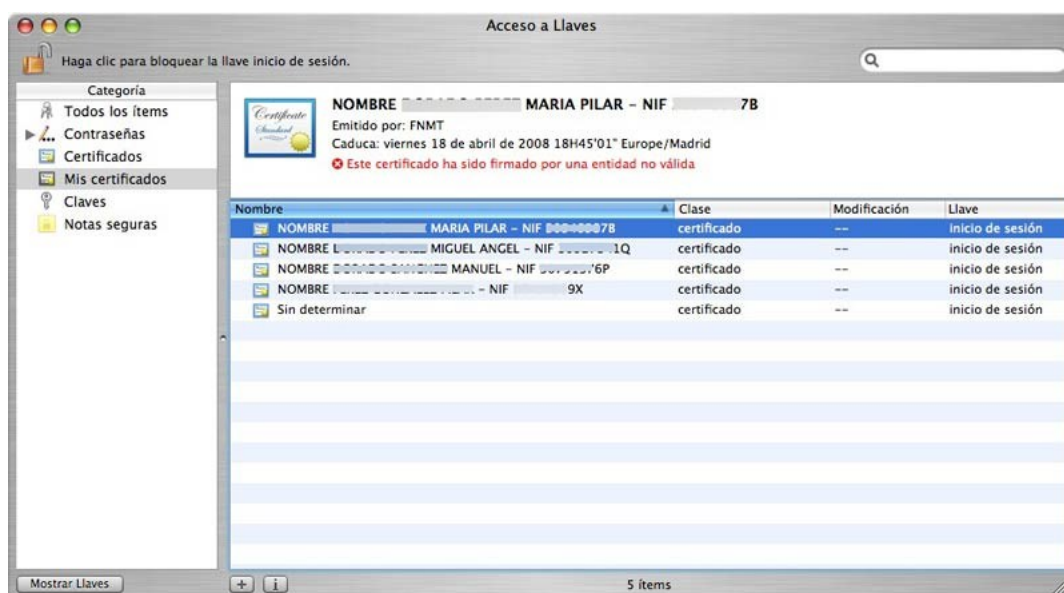 Acceso a Llaves
Haga clic para bloquear la llave inicio de sesión.
Categoría
Todos los ítems
Contraseñas
Certificados
Mis certificados
Claves
Notas seguras
Certificate
Standard
NOMBRE MARIA PILAR – NIF 7B
Emitido por: FNMT
Caduca: viernes 18 de abril de 2008 18H45'01" Europe/Madrid
Este certificado ha sido firmado por una entidad no válida
Nombre Clase Modificación Llave
NOMBRE MARIA PILAR – NIF 7B certificado -- inicio de sesión
NOMBRE MIGUEL ANGEL – NIF 1Q certificado -- inicio de sesión
NOMBRE MANUEL – NIF 6P certificado -- inicio de sesión
NOMBRE – NIF 9X certificado -- inicio de sesión
Sin determinar certificado -- inicio de sesión
Mostrar Llaves
5 ítems